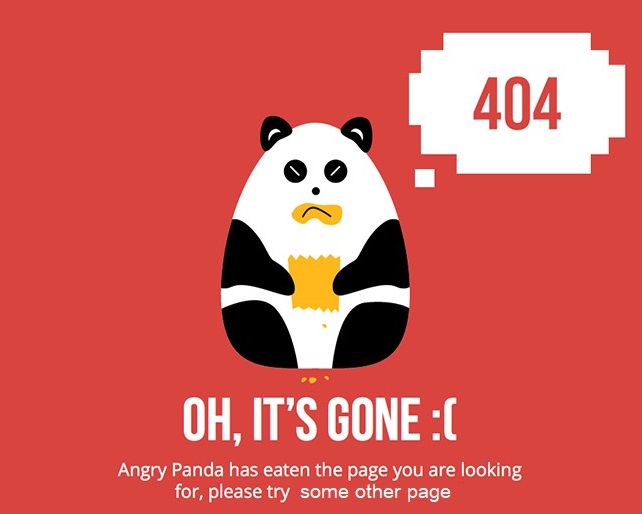 404
OH, IT'S GONE :(
Angry Panda has eaten the page you are looking
for, please try some other page